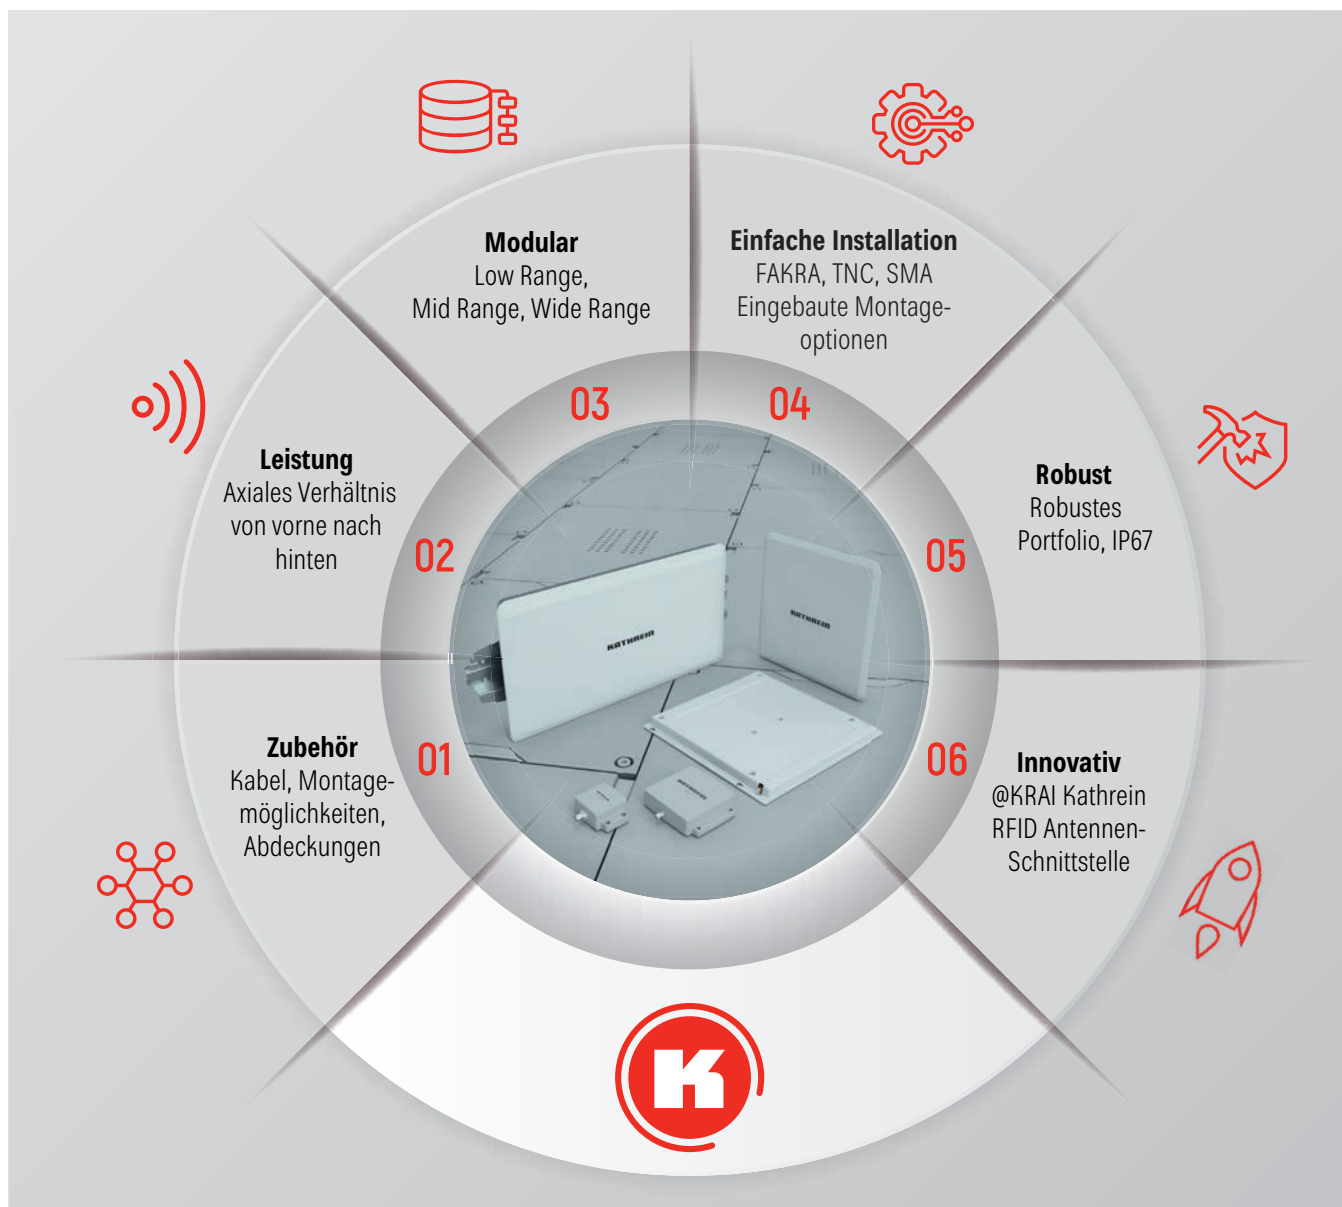 Modular
Low Range,
Mid Range, Wide Range
03
Einfache Installation
FAKRA, TNC, SMA
Eingebaute Montage-
optionen
04
Leistung
Axiales Verhältnis
von vorne nach
hinten
02
Robust
Robustes
Portfolio, IP67
05
Zubehör
Kabel, Montage-
möglichkeiten,
Abdeckungen
01
Innovativ
@KRAI Kathrein
RFID Antennen-
Schnittstelle
06
KATHREIN
KATHREIN
K